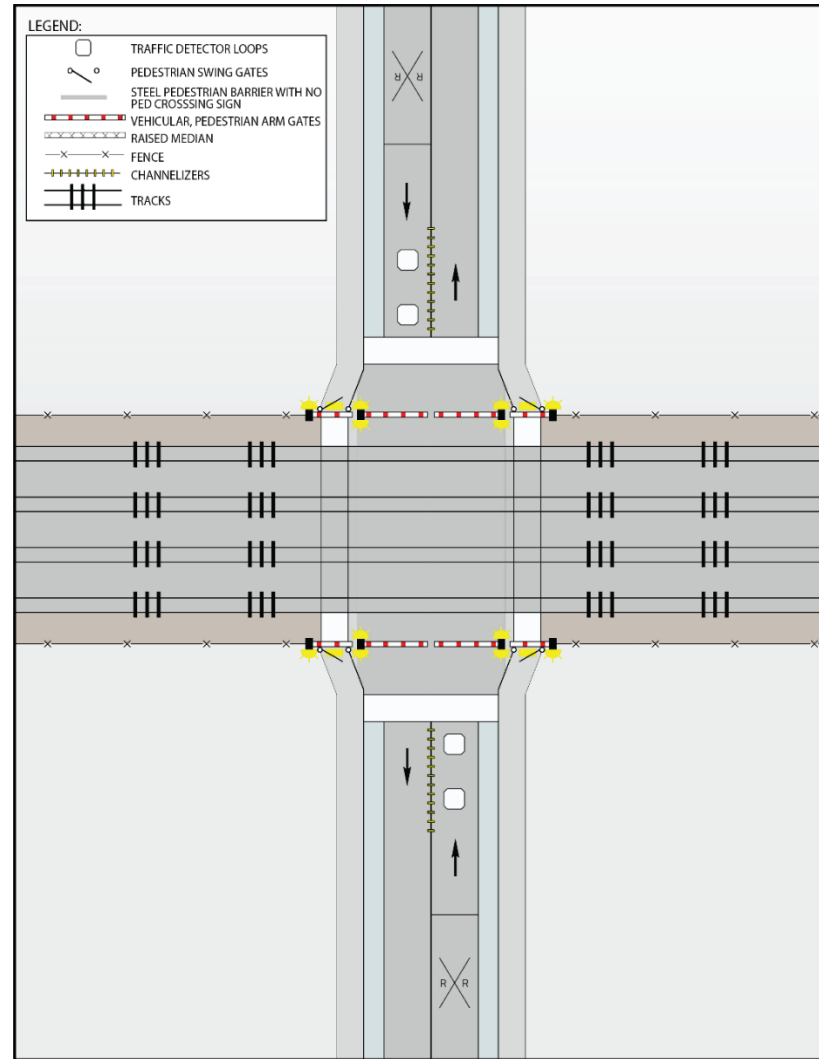 LEGEND:
TRAFFIC DETECTOR LOOPS
PEDESTRIAN SWING GATES
STEEL PEDESTRIAN BARRIER WITH NO
PED CROSSSING SIGN
VEHICULAR, PEDESTRIAN ARM GATES
RAISED MEDIAN
FENCE
CHANNELIZERS
TRACKS
R R
R R